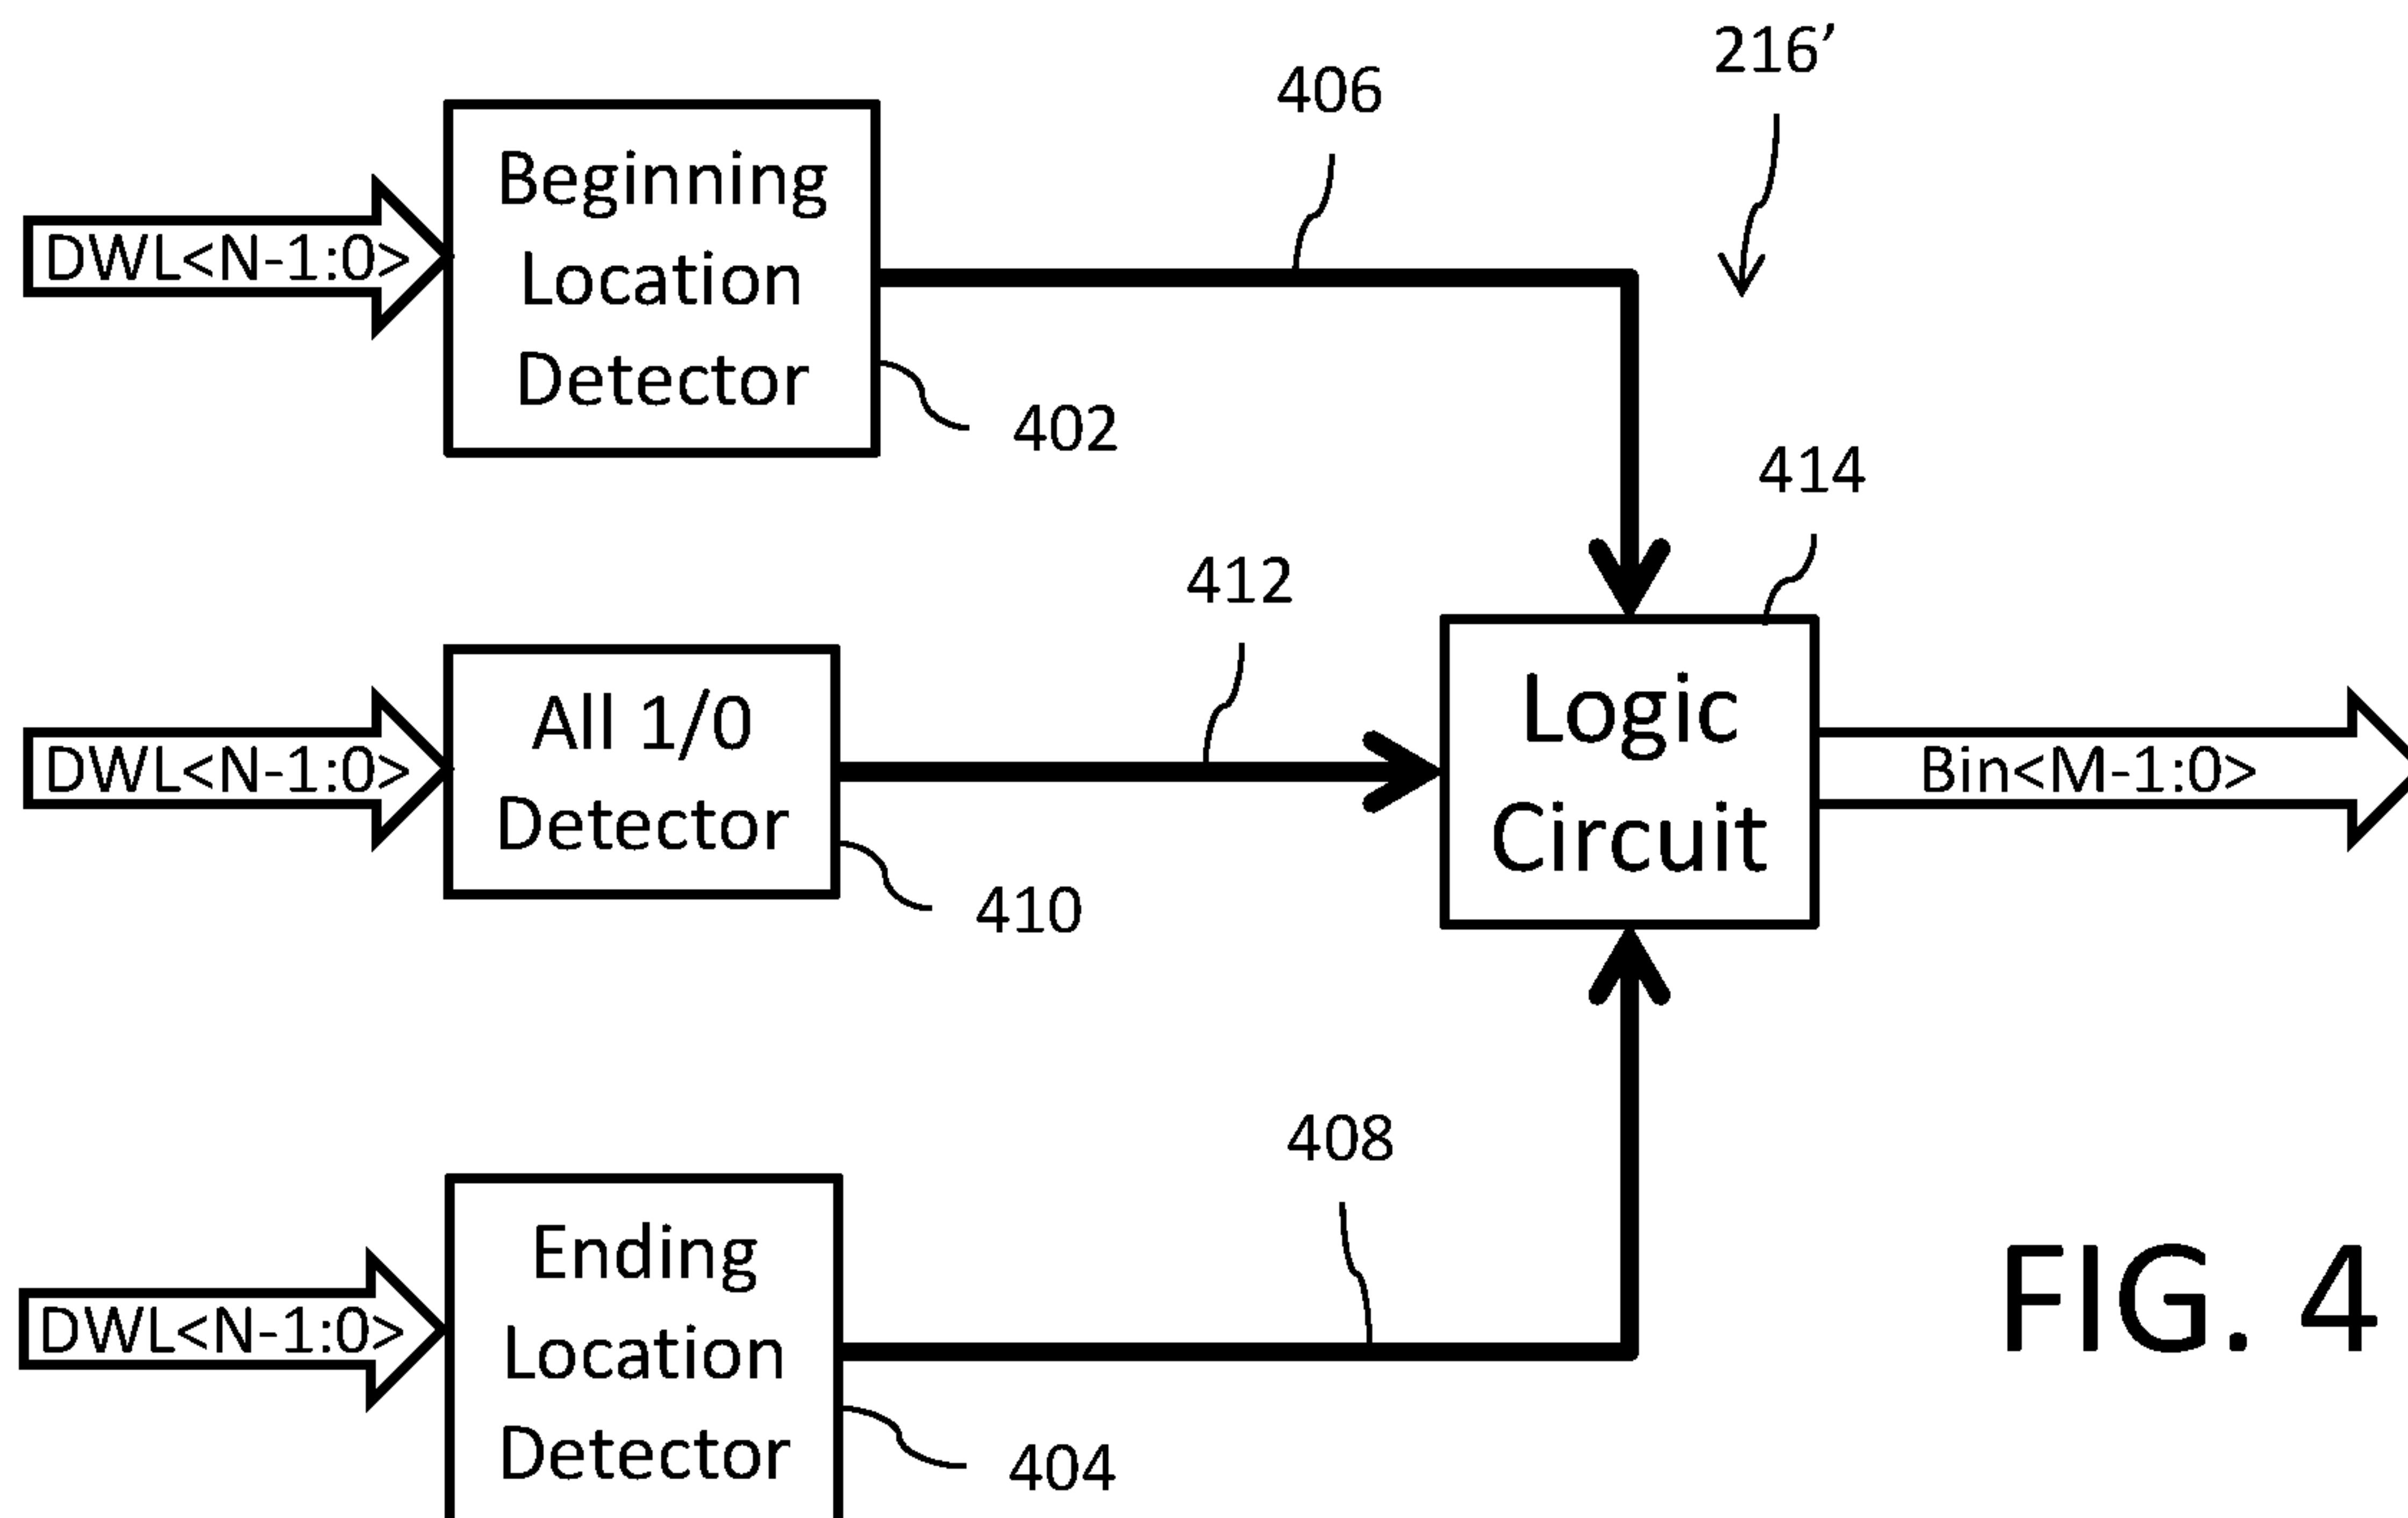 216’
406
Beginning
Location
Detector
DWL<N-1:0>
402
414
412
All 1/0
Detector
DWL<N-1:0>
410
Logic
Circuit
Bin<M-1:0>
408
Ending
Location
Detector
DWL<N-1:0>
404
FIG. 4